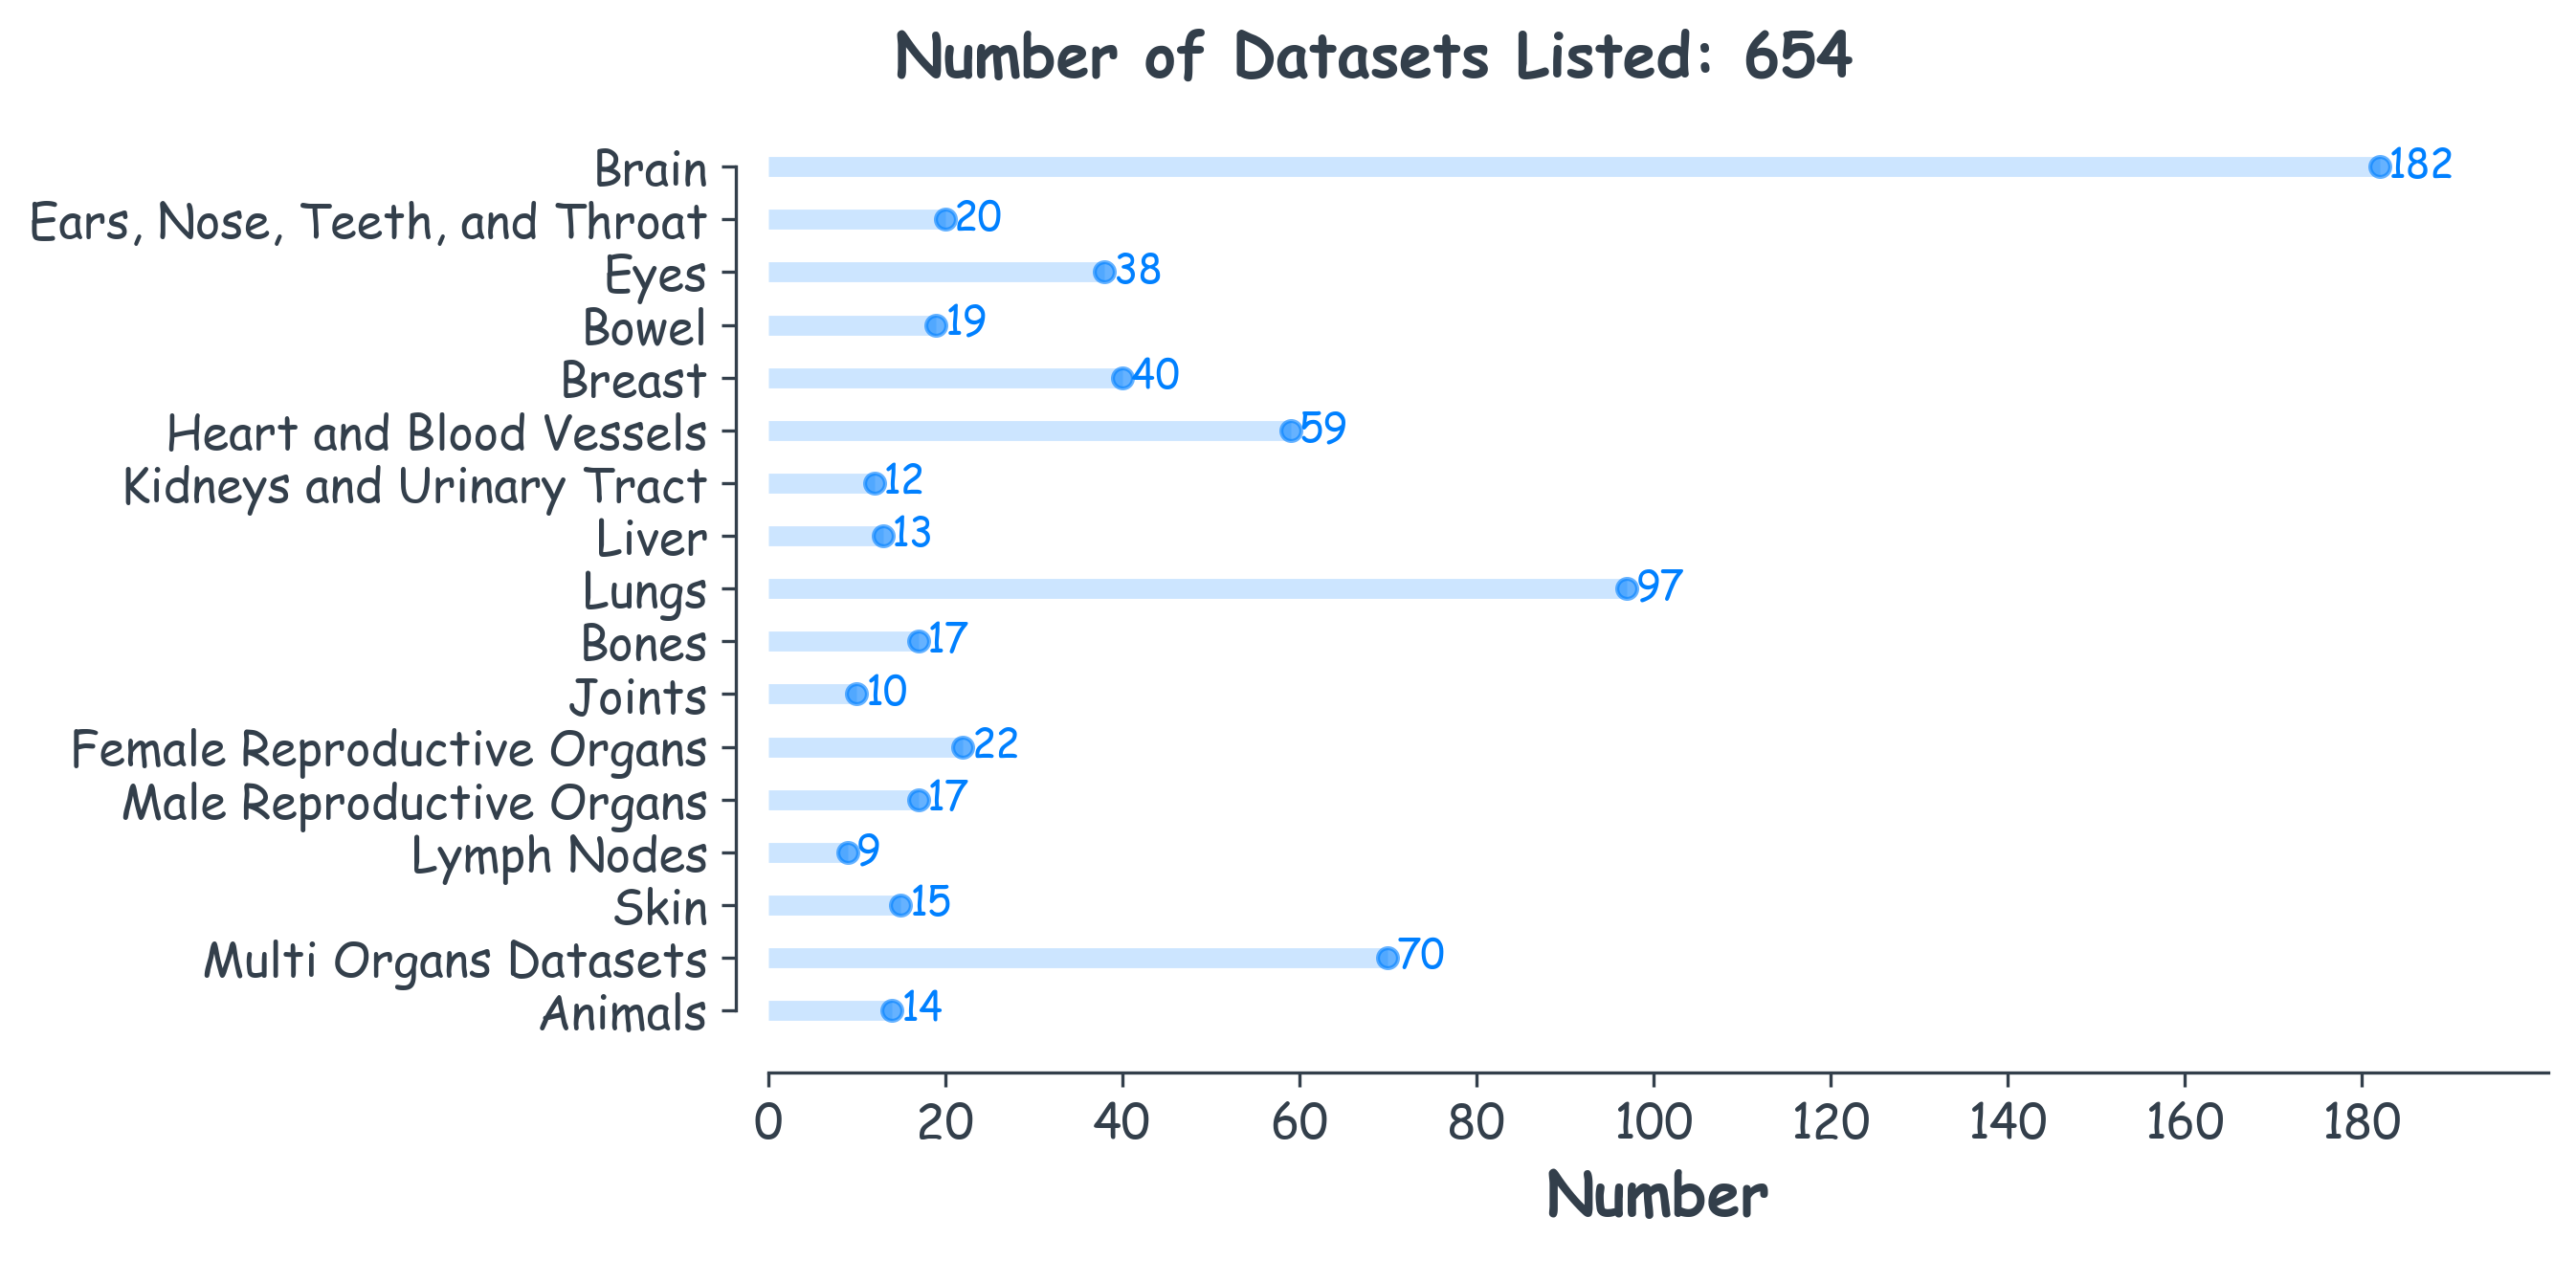 Number of Datasets Listed: 654
Brain 182
Ears, Nose, Teeth, and Throat 20
Eyes 38
Bowel 19
Breast 40
Heart and Blood Vessels 59
Kidneys and Urinary Tract 12
Liver 13
Lungs 97
Bones 17
Joints 10
Female Reproductive Organs 22
Male Reproductive Organs 17
Lymph Nodes 9
Skin 15
Multi Organs Datasets 70
Animals 14
0 20 40 60 80 100 120 140 160 180
Number